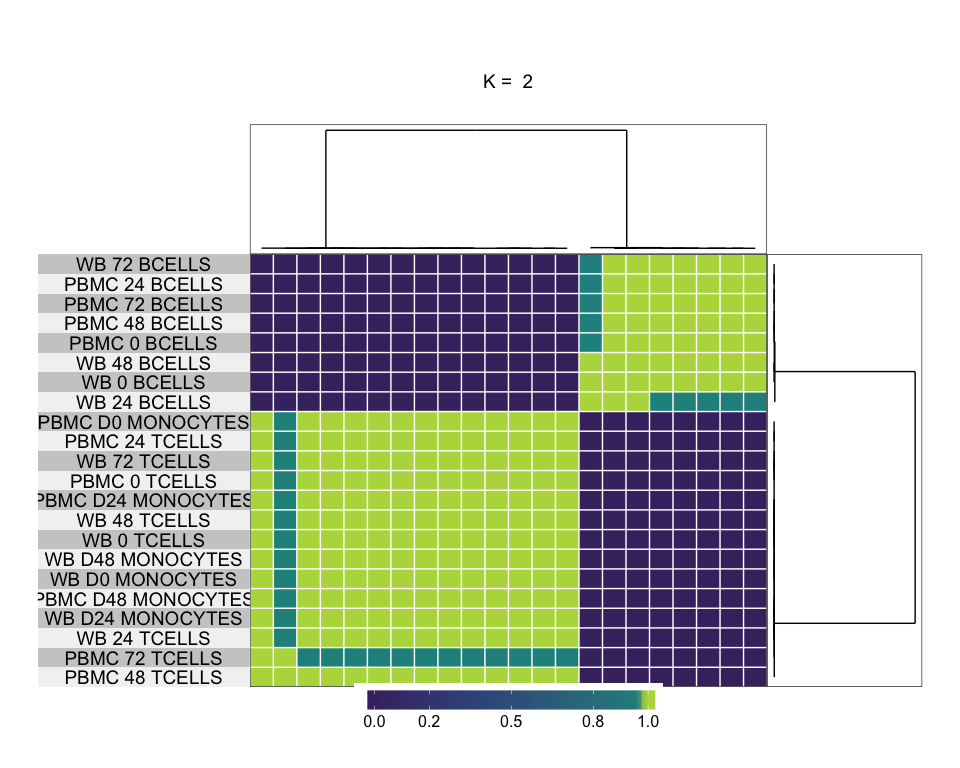 K = 2
WB 72 BCELLS
PBMC 24 BCELLS
PBMC 72 BCELLS
PBMC 48 BCELLS
PBMC 0 BCELLS
WB 48 BCELLS
WB 0 BCELLS
WB 24 BCELLS
PBMC D0 MONOCYTES
PBMC 24 TCELLS
WB 72 TCELLS
PBMC 0 TCELLS
PBMC D24 MONOCYTES
WB 48 TCELLS
WB 0 TCELLS
WB D48 MONOCYTES
WB D0 MONOCYTES
PBMC D48 MONOCYTES
WB D24 MONOCYTES
WB 24 TCELLS
PBMC 72 TCELLS
PBMC 48 TCELLS
0.0 0.2 0.5 0.8 1.0